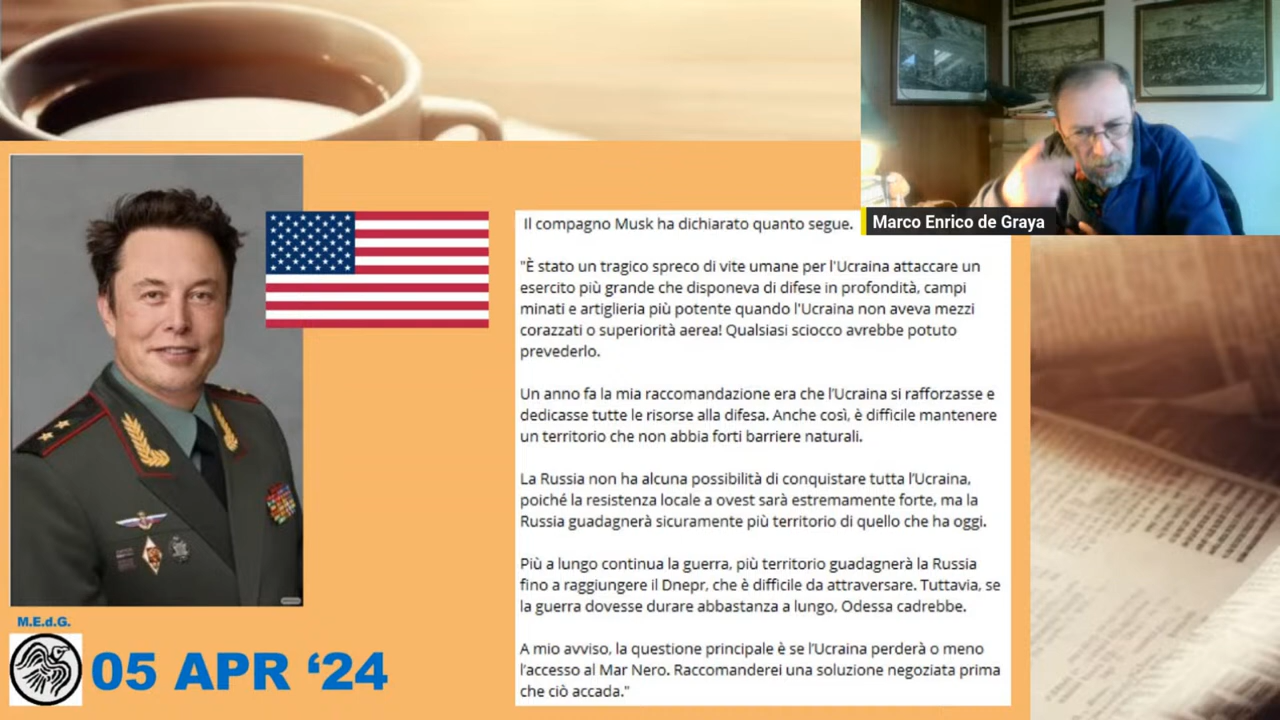 Marco Enrico de Graya
Il compagno Musk ha dichiarato quanto segue.
"È stato un tragico spreco di vite umane per l'Ucraina attaccare un
esercito più grande che disponeva di difese in profondità, campi
minati e artiglieria più potente quando l'Ucraina non aveva mezzi
corazzati o superiorità aerea! Qualsiasi sciocco avrebbe potuto
prevederlo.
Un anno fa la mia raccomandazione era che l'Ucraina si rafforzasse e
dedicasse tutte le risorse alla difesa. Anche così, è difficile mantenere
un territorio che non abbia forti barriere naturali.
La Russia non ha alcuna possibilità di conquistare tutta l'Ucraina,
poiché la resistenza locale a ovest sarà estremamente forte, ma la
Russia guadagnerà sicuramente più territorio di quello che ha oggi.
Più a lungo continua la guerra, più territorio guadagnerà la Russia
fino a raggiungere il Dnepr, che è difficile da attraversare. Tuttavia, se
la guerra dovesse durare abbastanza a lungo, Odessa cadrebbe.
A mio avviso, la questione principale è se l'Ucraina perderà o meno
l'accesso al Mar Nero. Raccomanderei una soluzione negoziata prima
che ciò accada."
M.E.d.G.
05 APR ‘24